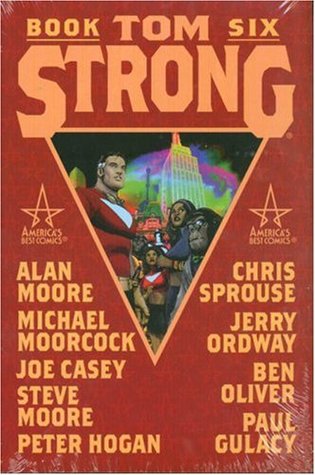 BOOK TOM SIX
STRONG®
AMERICA'S
BEST COMICS®
AMERICA'S
BEST COMICS®
ALAN
MOORE
MICHAEL
MOORCOCK
JOE CASEY
STEVE
MOORE
PETER HOGAN
CHRIS
SPROUSE
JERRY
ORDWAY
BEN
OLIVER
PAUL
GULACY